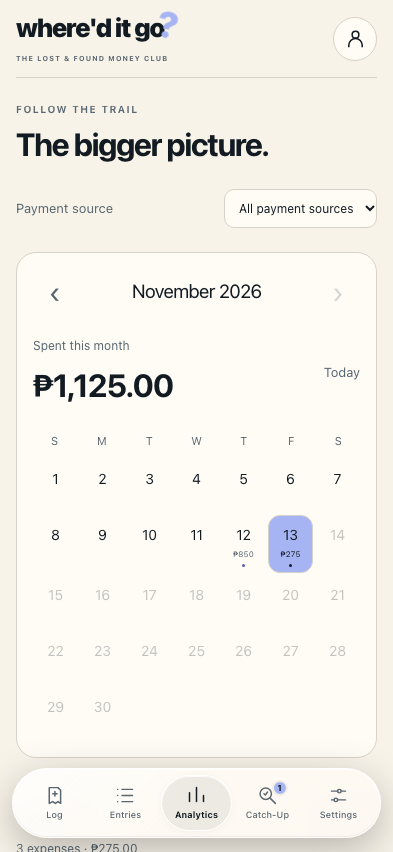 where'd it go?
THE LOST & FOUND MONEY CLUB
FOLLOW THE TRAIL
The bigger picture.
Payment source
All payment sources
‹ November 2026 ›
Spent this month
₱1,125.00
Today
S M T W T F S
1 2 3 4 5 6 7
8 9 10 11 12 13 14
₱850 ₱275
15 16 17 18 19 20 21
22 23 24 25 26 27 28
29 30
1
Log Entries Analytics Catch-Up Settings
3 expenses · ₱275.00